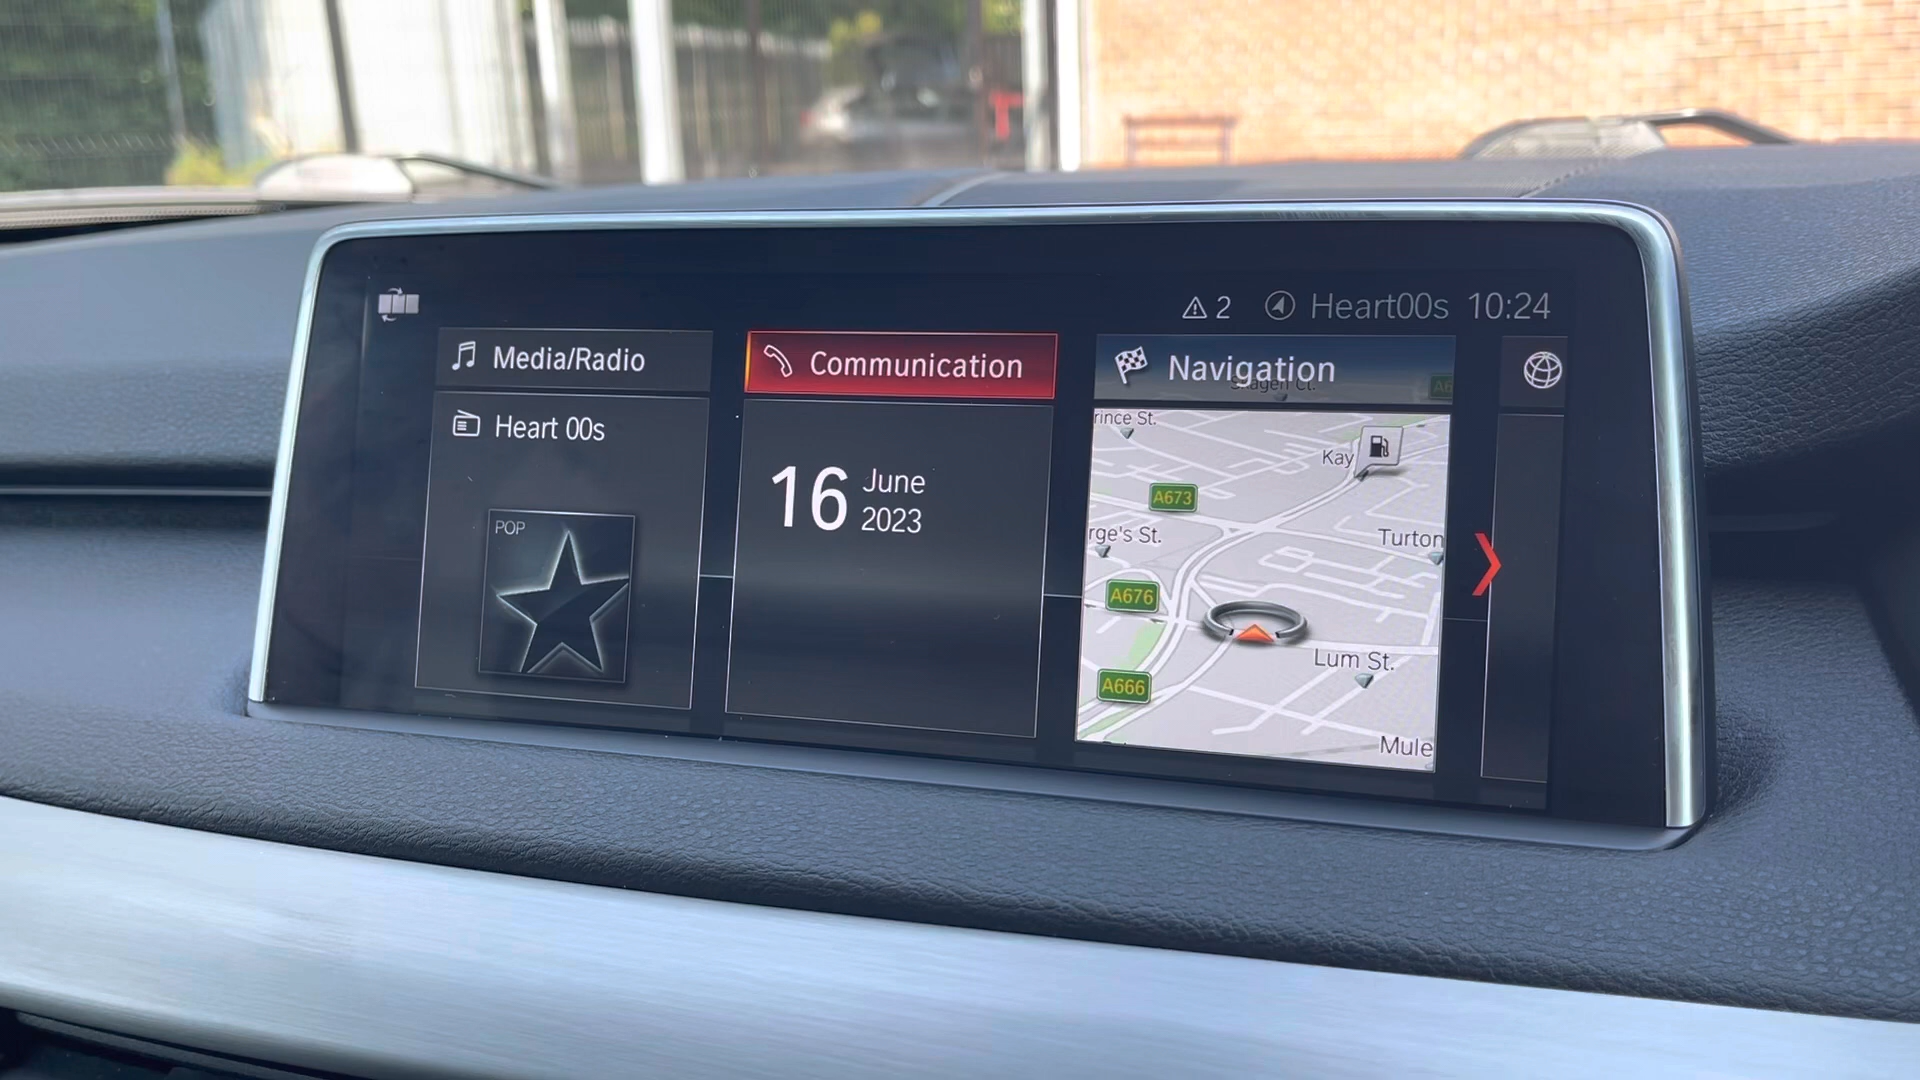 2 Heart00s 10:24
Media/Radio
Communication
Navigation
Heart 00s
POP
16 June
2023
rince St.
Kay
A673
rge's St.
Turton
A676
Lum St.
A666
Mule